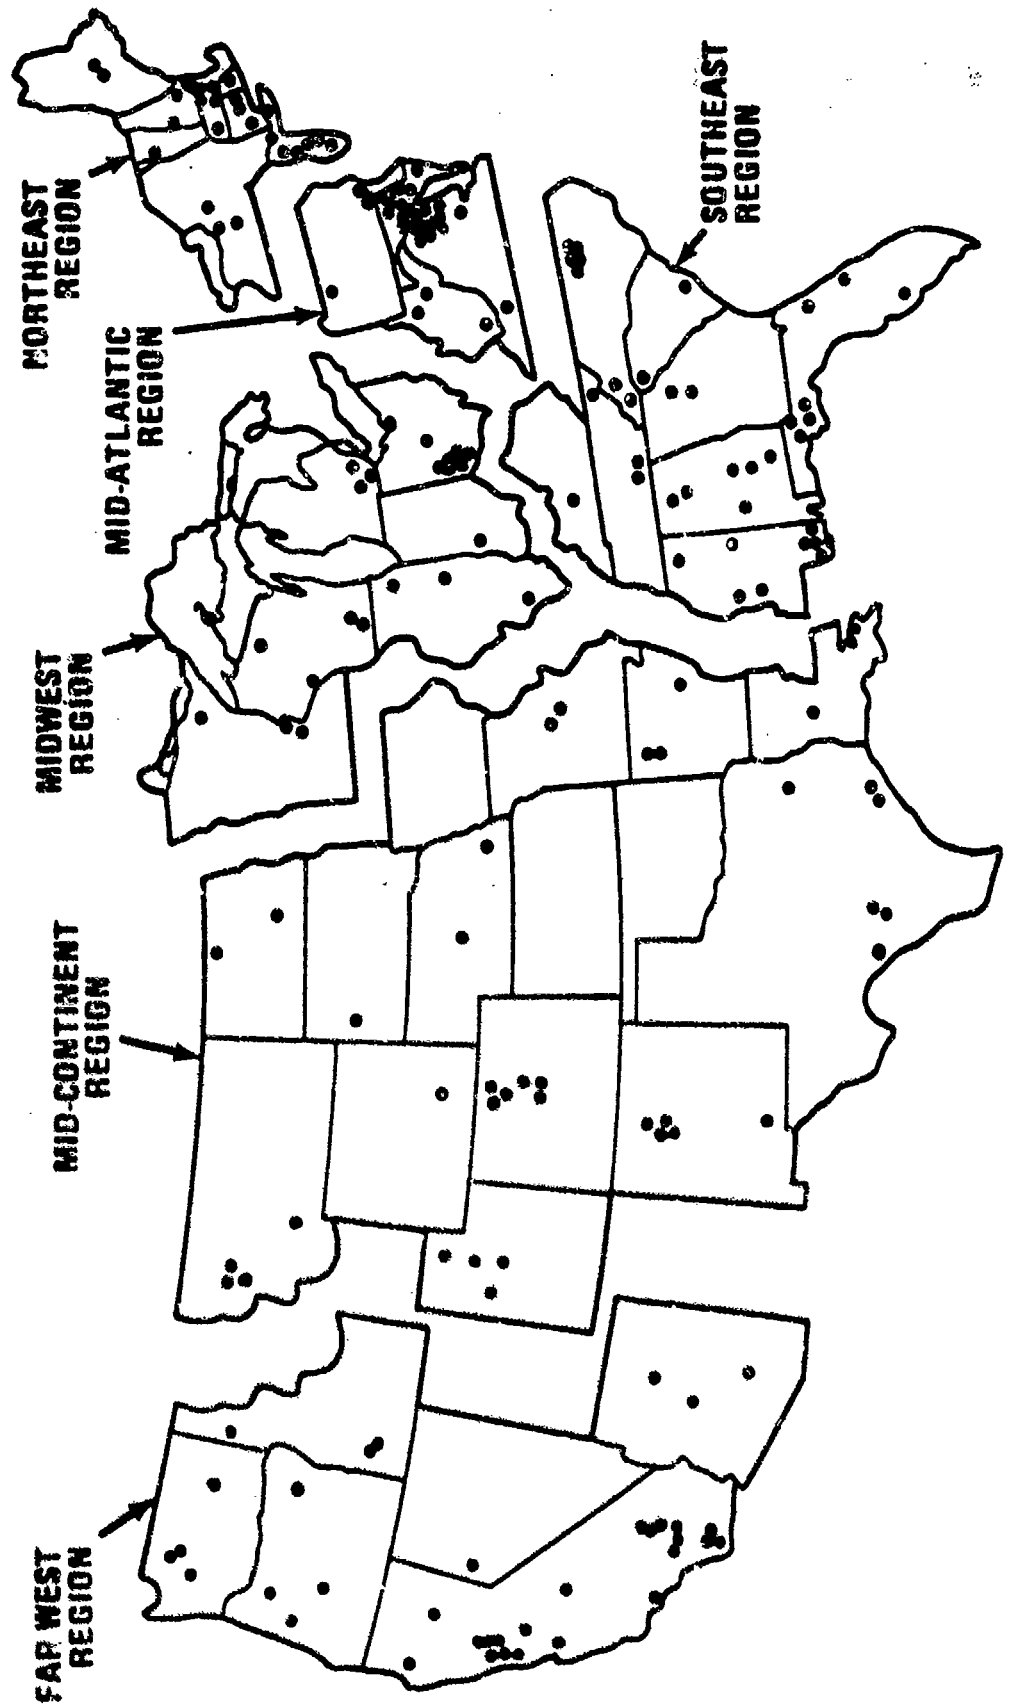 FAR WEST
REGION
MID-CONTINENT
REGION
MIDWEST
REGION
MID-ATLANTIC
REGION
NORTHEAST
REGION
SOUTHEAST
REGION